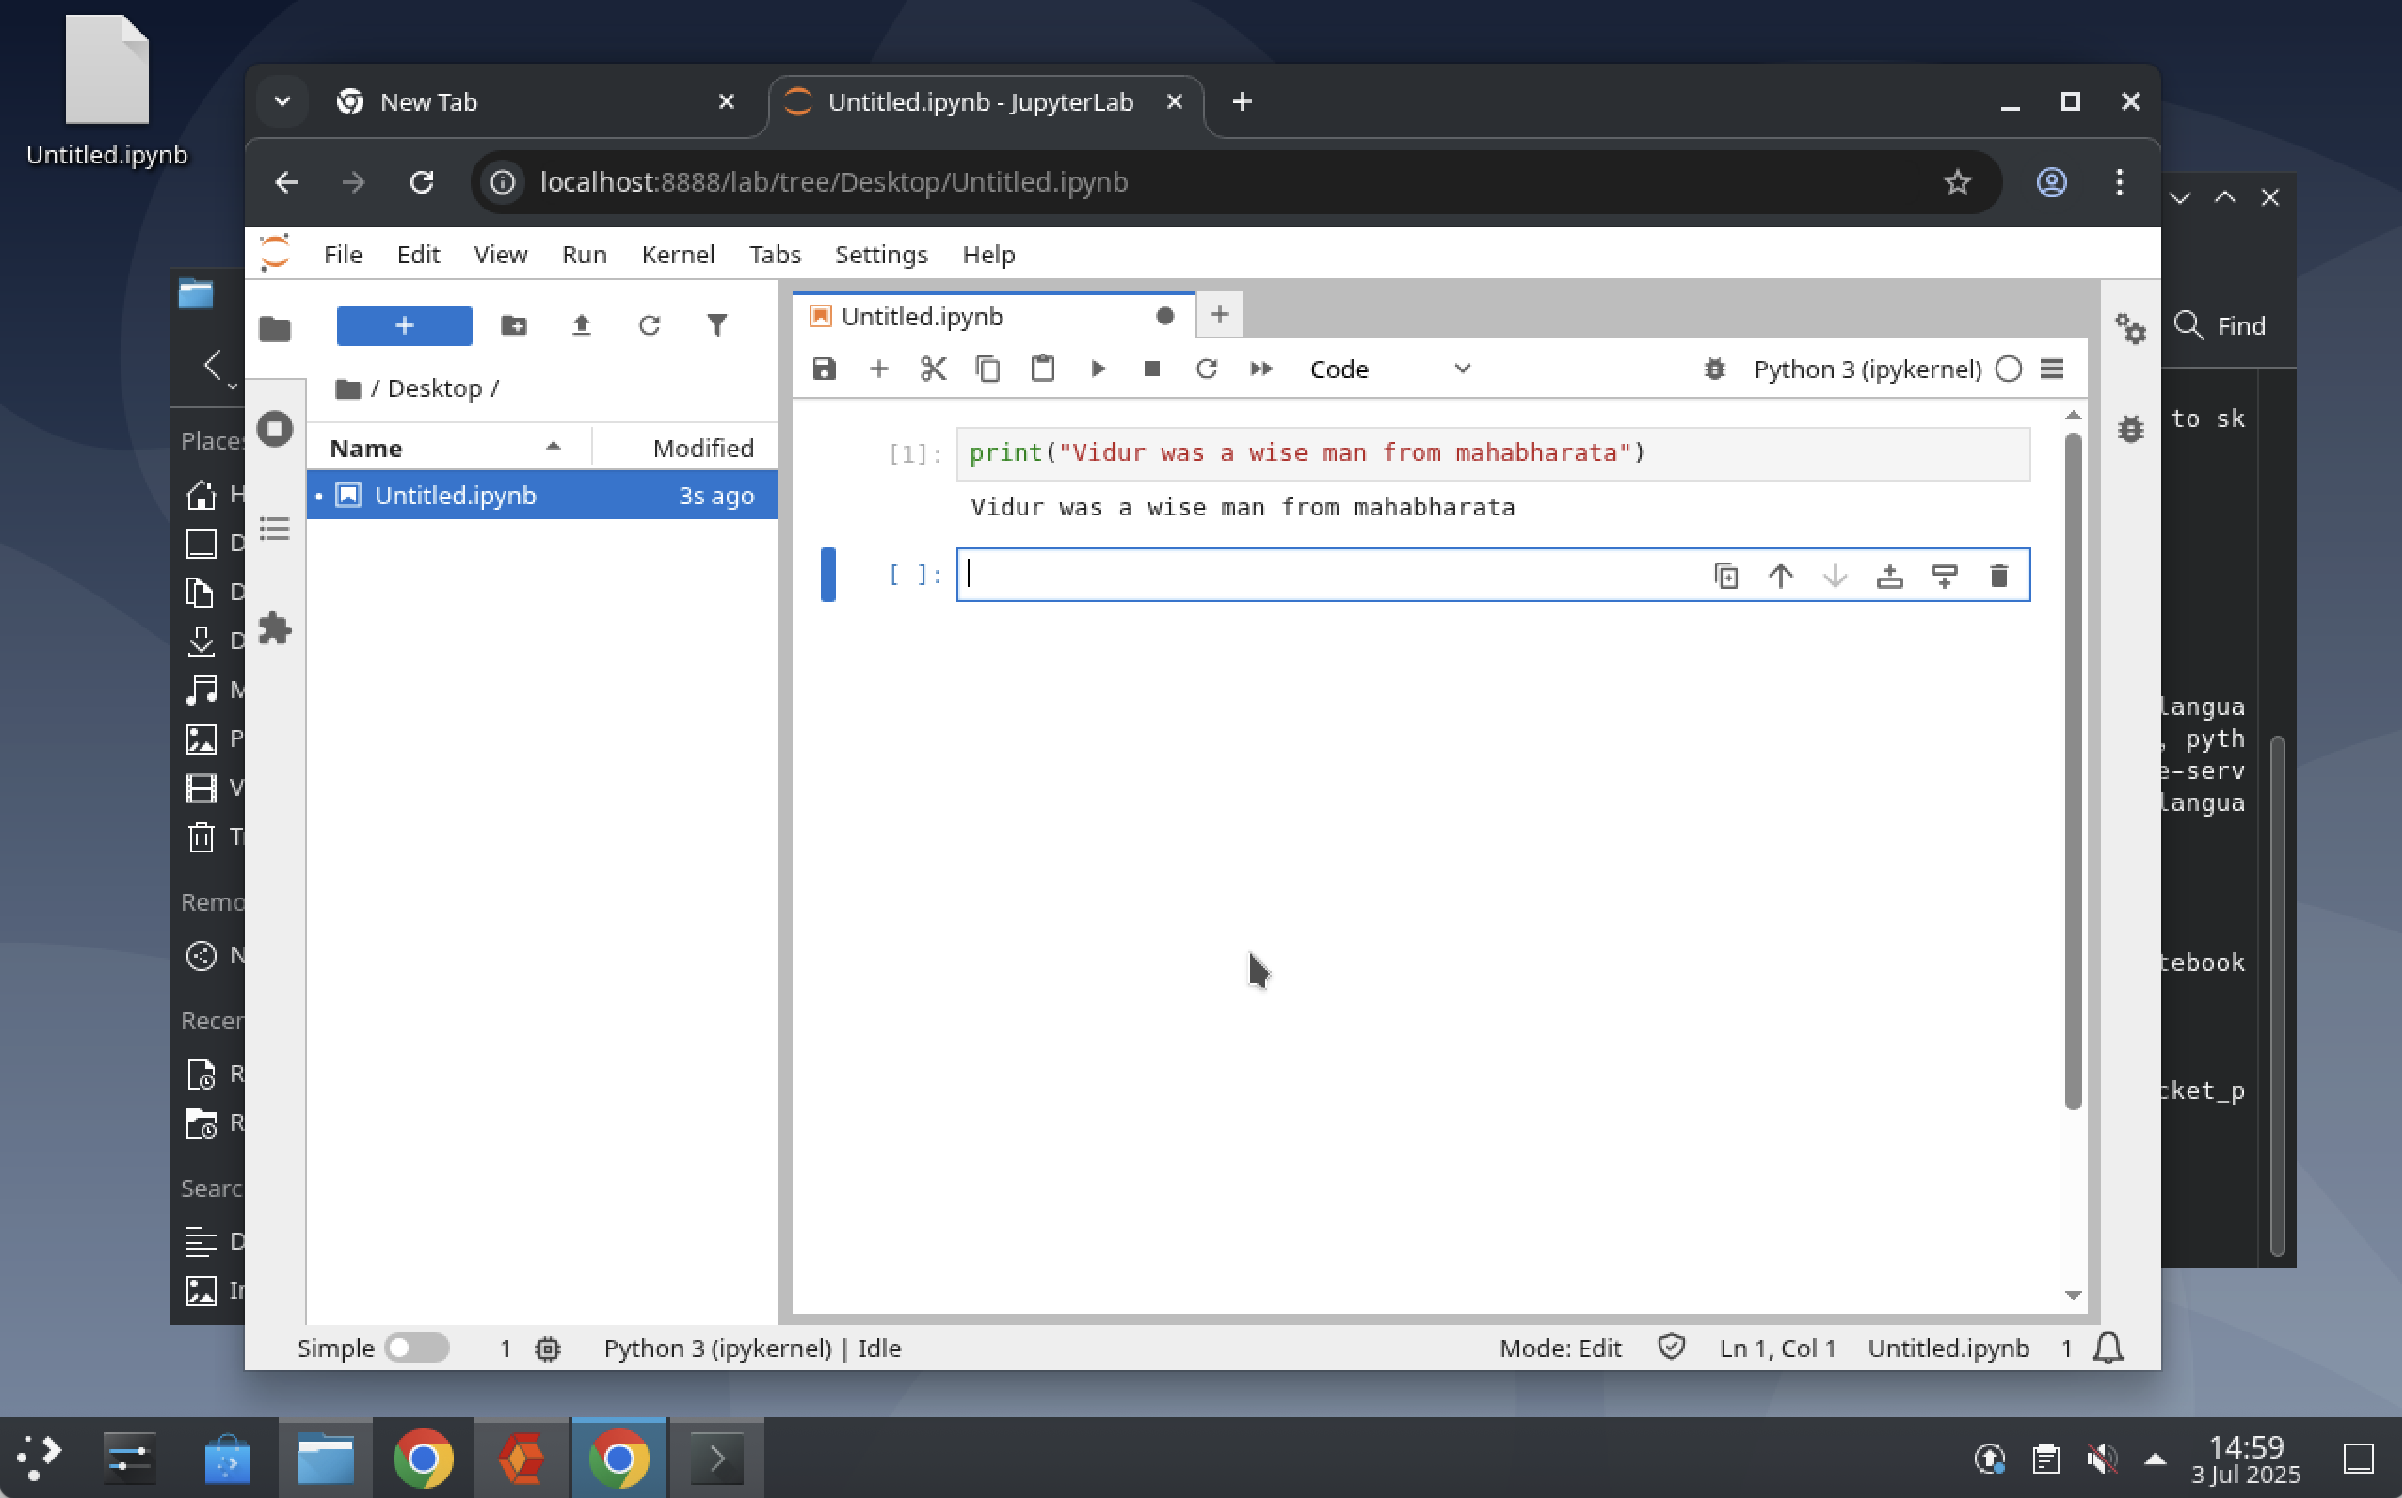 Untitled.ipynb
New Tab
Untitled.ipynb - JupyterLab
localhost:8888/lab/tree/Desktop/Untitled.ipynb
File Edit View Run Kernel Tabs Settings Help
Untitled.ipynb
Code
Python 3 (ipykernel)
/ Desktop /
Name Modified
Untitled.ipynb 3s ago
[1]: print("Vidur was a wise man from mahabharata")
Vidur was a wise man from mahabharata
[ ]:
Find
to sk
langua
, pyth
e-serv
langua
tebook
cket_p
Places
H
D
D
D
M
P
V
T
Remo
N
Recer
R
R
Searc
D
Simple 1 Python 3 (ipykernel) | Idle
Mode: Edit Ln 1, Col 1 Untitled.ipynb 1
14:59
3 Jul 2025